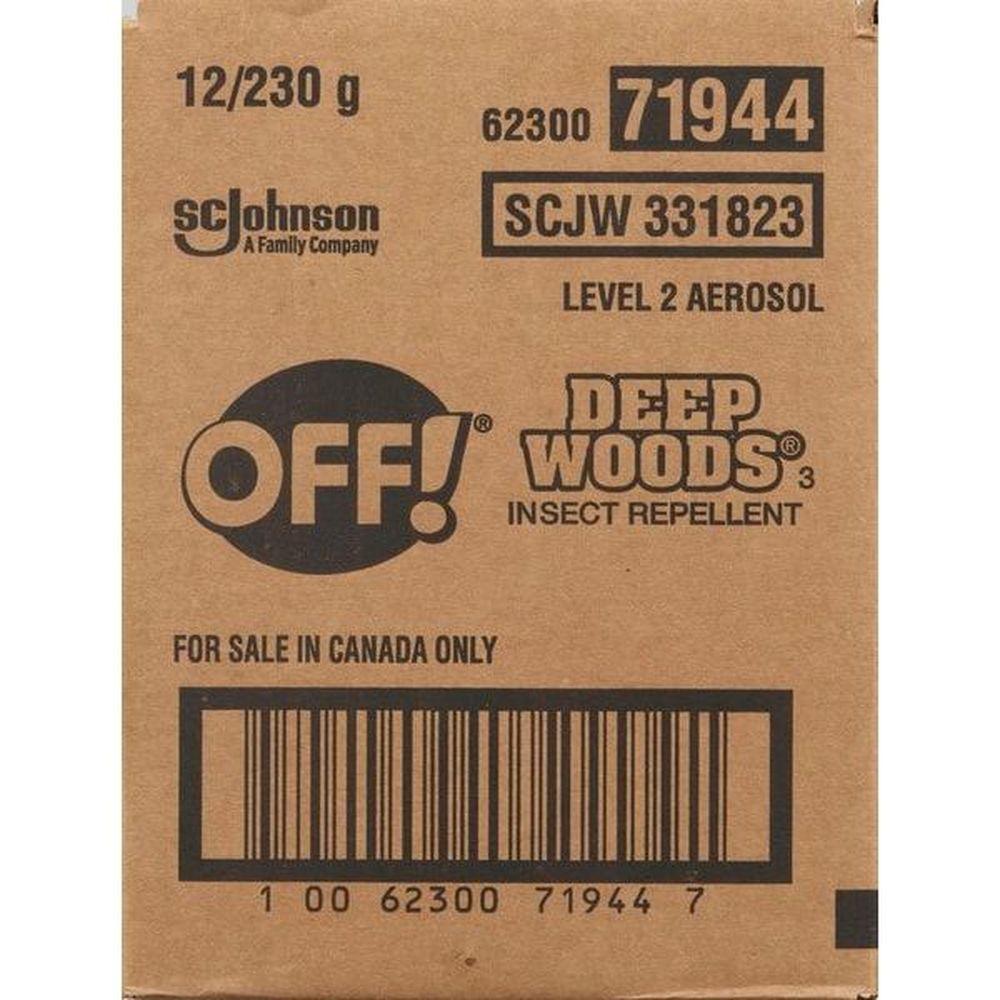 12/230 g
62300 71944
SCJohnson
A Family Company
SCJW 331823
LEVEL 2 AEROSOL
OFF!®
DEEP
WOODS® 3
INSECT REPELLENT
FOR SALE IN CANADA ONLY
1 00 62300 71944 7